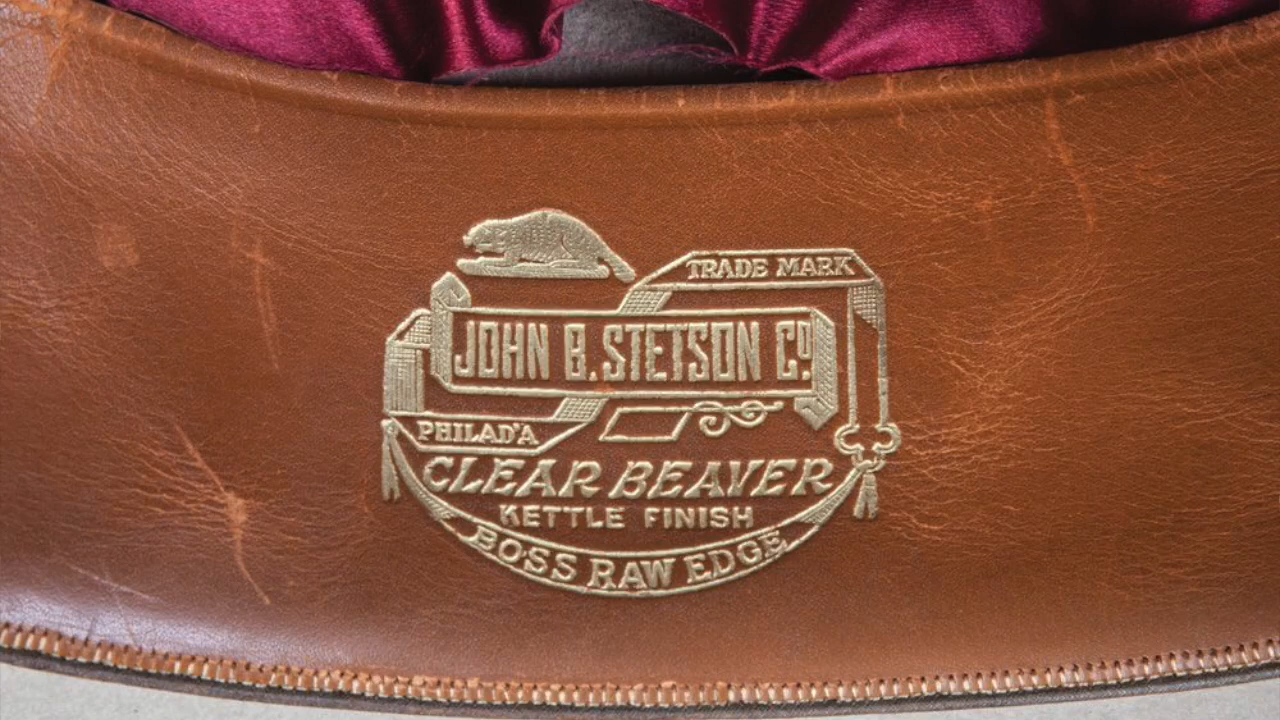 TRADE MARK
JOHN B. STETSON Cº
PHILAD'A
CLEAR BEAVER
KETTLE FINISH
BOSS RAW EDGE